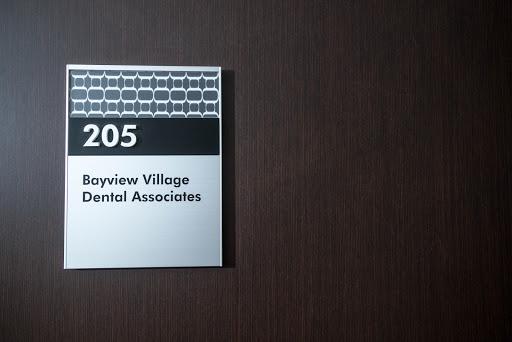 205
Bayview Village
Dental Associates